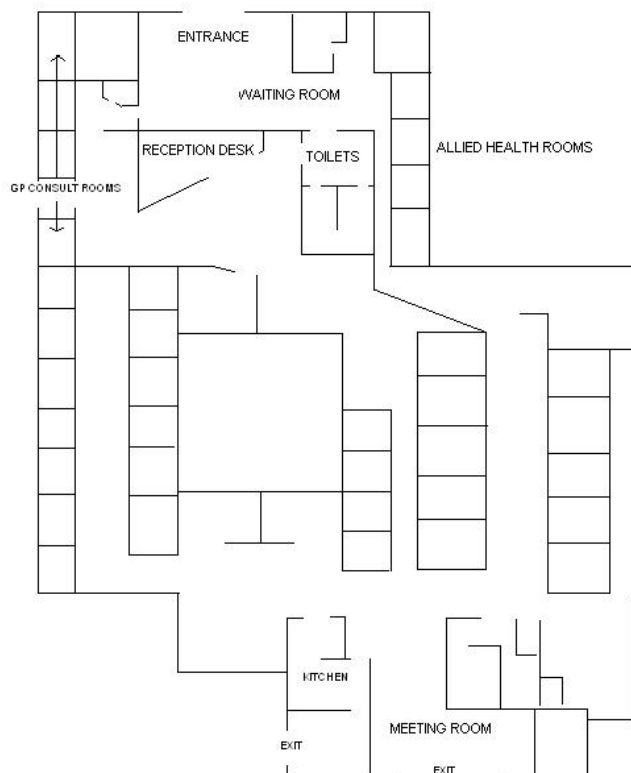 ENTRANCE
WAITING ROOM
RECEPTION DESK
TOILETS
ALLIED HEALTH ROOMS
GP CONSULT ROOMS
KITCHEN
MEETING ROOM
EXIT
EXIT